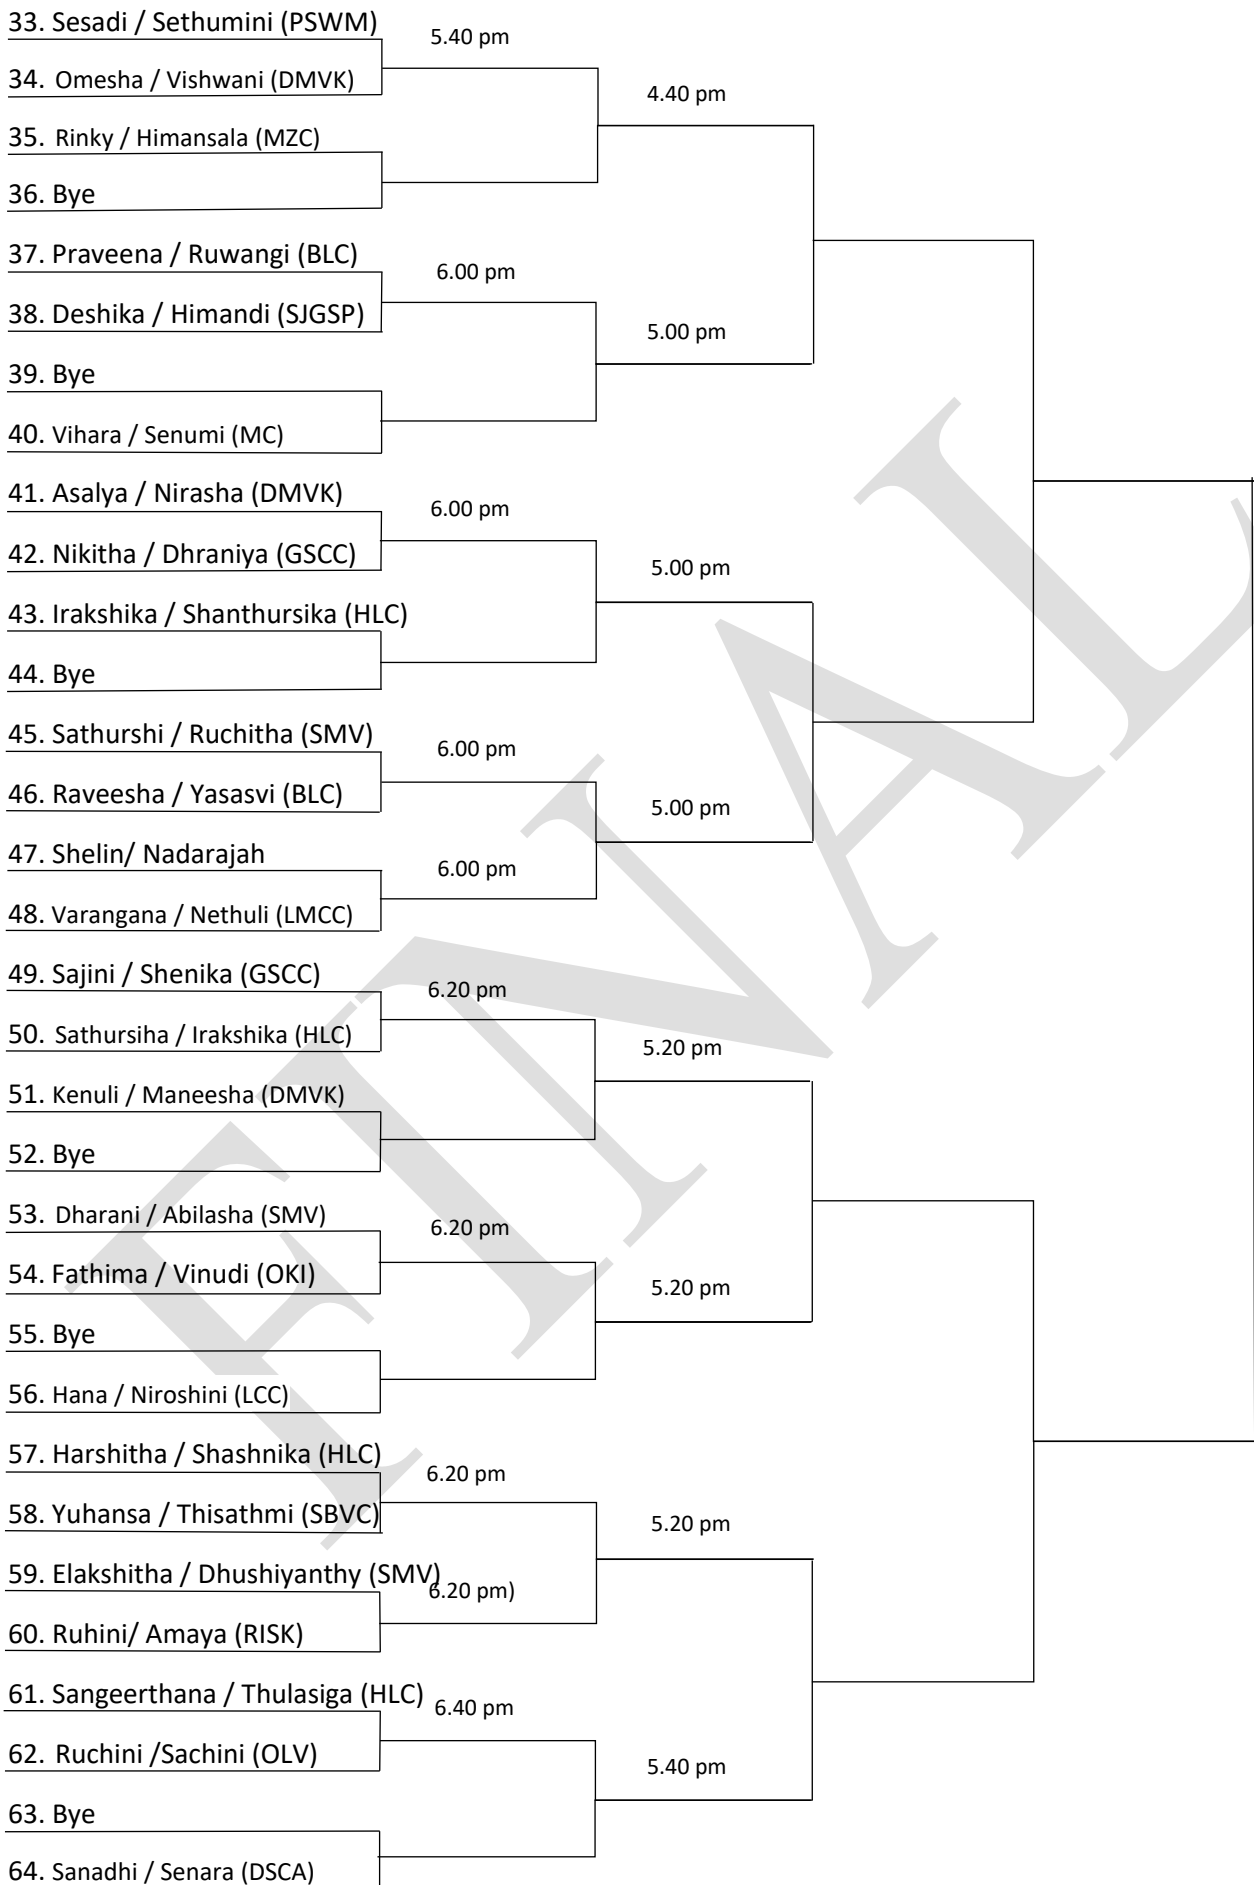 33. Sesadi / Sethumini (PSWM)
5.40 pm
34. Omesha / Vishwani (DMVK)
4.40 pm
35. Rinky / Himansala (MZC)
36. Bye
37. Praveena / Ruwangi (BLC)
6.00 pm
38. Deshika / Himandi (SJGSP)
5.00 pm
39. Bye
40. Vihara / Senumi (MC)
41. Asalya / Nirasha (DMVK)
6.00 pm
42. Nikitha / Dhraniya (GSCC)
5.00 pm
43. Irakshika / Shanthursika (HLC)
44. Bye
45. Sathurshi / Ruchitha (SMV)
6.00 pm
46. Raveesha / Yasasvi (BLC)
5.00 pm
47. Shelin/ Nadarajah
6.00 pm
48. Varangana / Nethuli (LMCC)
49. Sajini / Shenika (GSCC)
6.20 pm
50. Sathursiha / Irakshika (HLC)
5.20 pm
51. Kenuli / Maneesha (DMVK)
52. Bye
53. Dharani / Abilasha (SMV)
6.20 pm
54. Fathima / Vinudi (OKI)
5.20 pm
55. Bye
56. Hana / Niroshini (LCC)
57. Harshitha / Shashnika (HLC)
6.20 pm
58. Yuhansa / Thisathmi (SBVC)
5.20 pm
59. Elakshitha / Dhushiyanthy (SMV)
6.20 pm)
60. Ruhini/ Amaya (RISK)
61. Sangeerthana / Thulasiga (HLC)
6.40 pm
62. Ruchini /Sachini (OLV)
5.40 pm
63. Bye
64. Sanadhi / Senara (DSCA)
FINAL